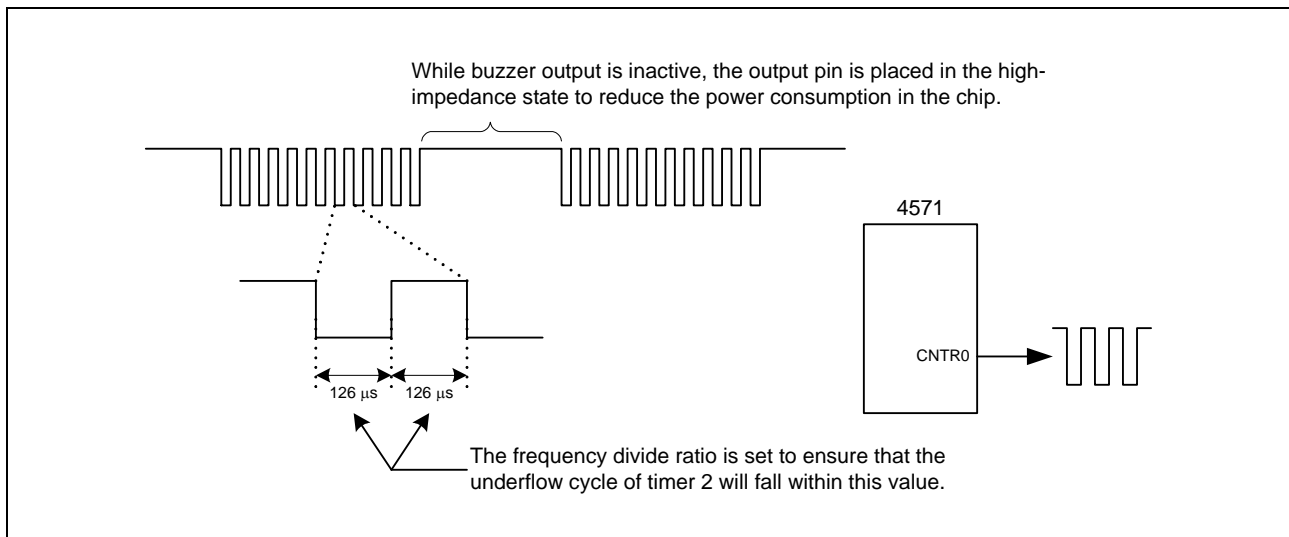 While buzzer output is inactive, the output pin is placed in the high-
impedance state to reduce the power consumption in the chip.
4571
CNTR0
126 μs
126 μs
The frequency divide ratio is set to ensure that the
underflow cycle of timer 2 will fall within this value.